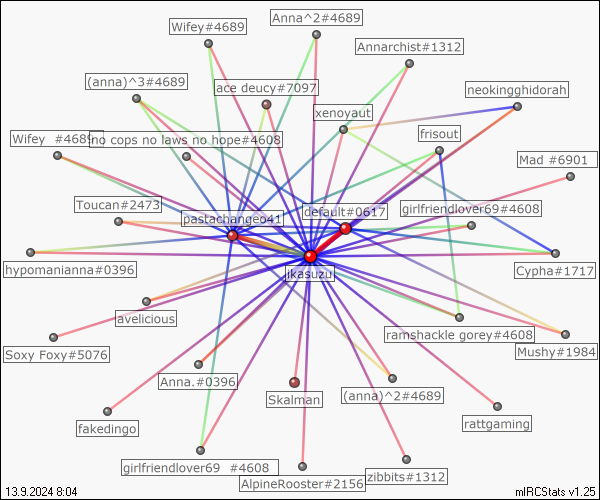 Anna^2#4689
Wifey#4689
Annarchist#1312
(anna)^3#4689
ace deucy#7097
neokingghidorah
xenoyaut
frisout
Wifey #4689
no cops no laws no hope#4608
Mad #6901
Toucan#2473
pastachange041
default#0617
girlfriendlover69#4608
hypomanianna#0396
ikasuzu
Cypha#1717
avelicious
ramshackle gorey#4608
Soxy Foxy#5076
Mushy#1984
Anna.#0396
Skalman
(anna)^2#4689
fakedingo
rattgaming
girlfriendlover69 #4608
AlpineRooster#2156
zibbits#1312
13.9.2024 8:04
mIRCStats v1.25